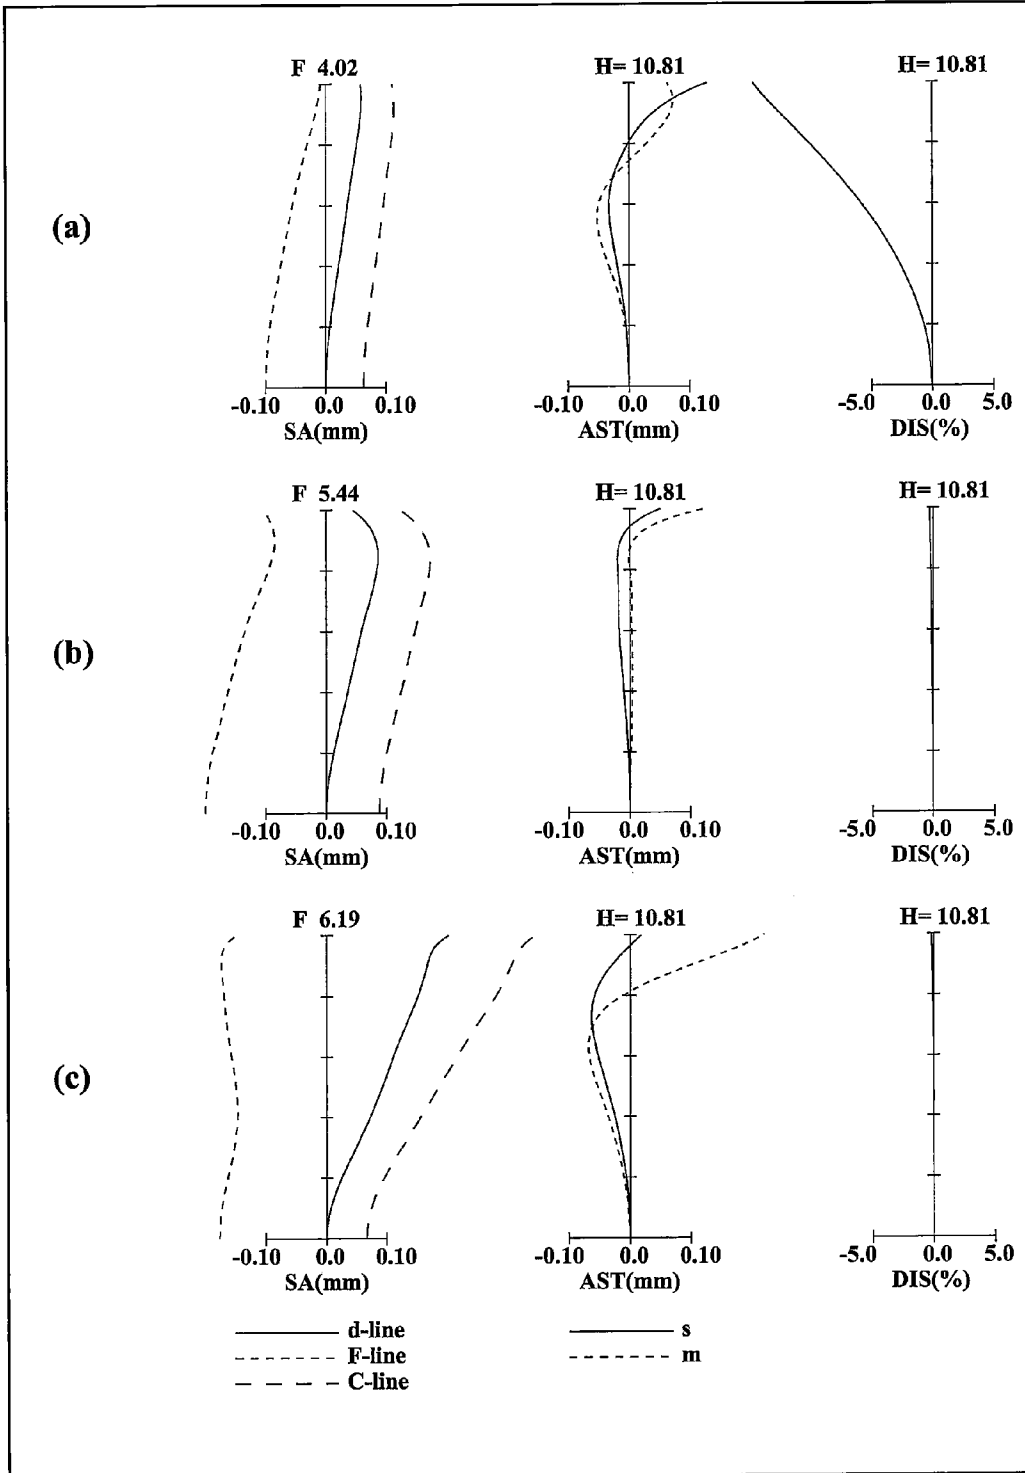 F 4.02 H= 10.81 H= 10.81
(a)
-0.10 0.0 0.10 -0.10 0.0 0.10 -5.0 0.0 5.0
SA(mm) AST(mm) DIS(%)
F 5.44 H= 10.81 H= 10.81
(b)
-0.10 0.0 0.10 -0.10 0.0 0.10 -5.0 0.0 5.0
SA(mm) AST(mm) DIS(%)
F 6.19 H= 10.81 H= 10.81
(c)
-0.10 0.0 0.10 -0.10 0.0 0.10 -5.0 0.0 5.0
SA(mm) AST(mm) DIS(%)
d-line s
F-line m
C-line